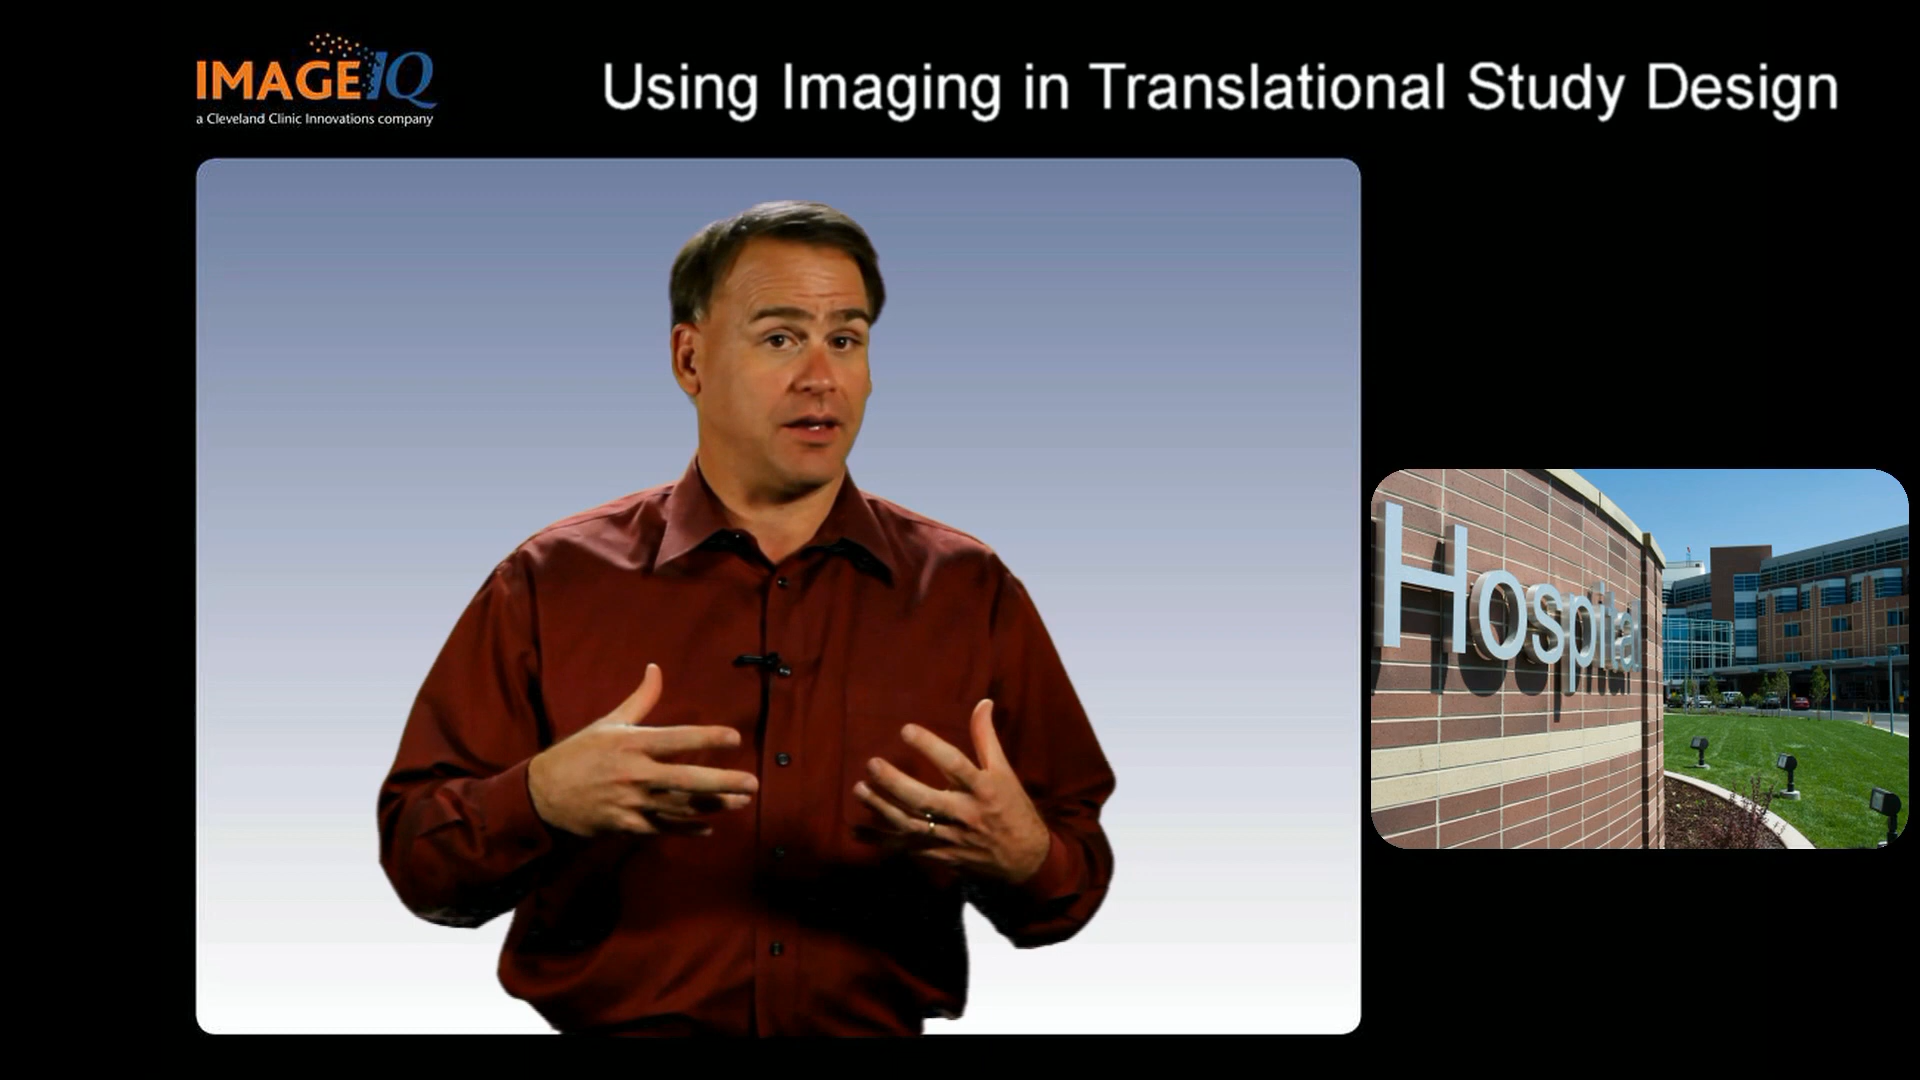 IMAGEIQ
a Cleveland Clinic Innovations company
Using Imaging in Translational Study Design
Hospital